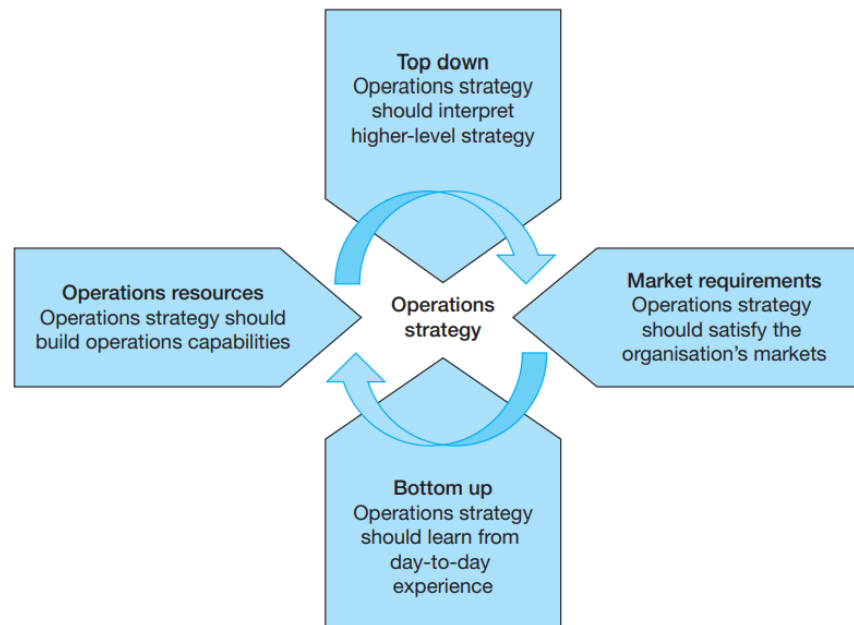 Top down
Operations strategy
should interpret
higher-level strategy
Operations resources
Operations strategy should
build operations capabilities
Operations
strategy
Market requirements
Operations strategy
should satisfy the
organisation’s markets
Bottom up
Operations strategy
should learn from
day-to-day
experience